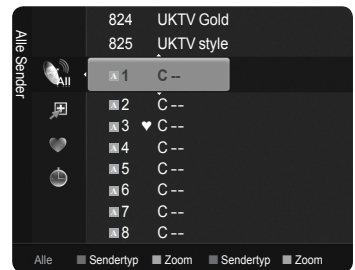 824 UKTV Gold
825 UKTV style
Alle Sender
All
A 1 C --
A 2 C --
A 3 ♥ C --
A 4 C --
A 5 C --
A 6 C --
A 7 C --
A 8 C --
Alle Sendertyp Zoom Sendertyp Zoom